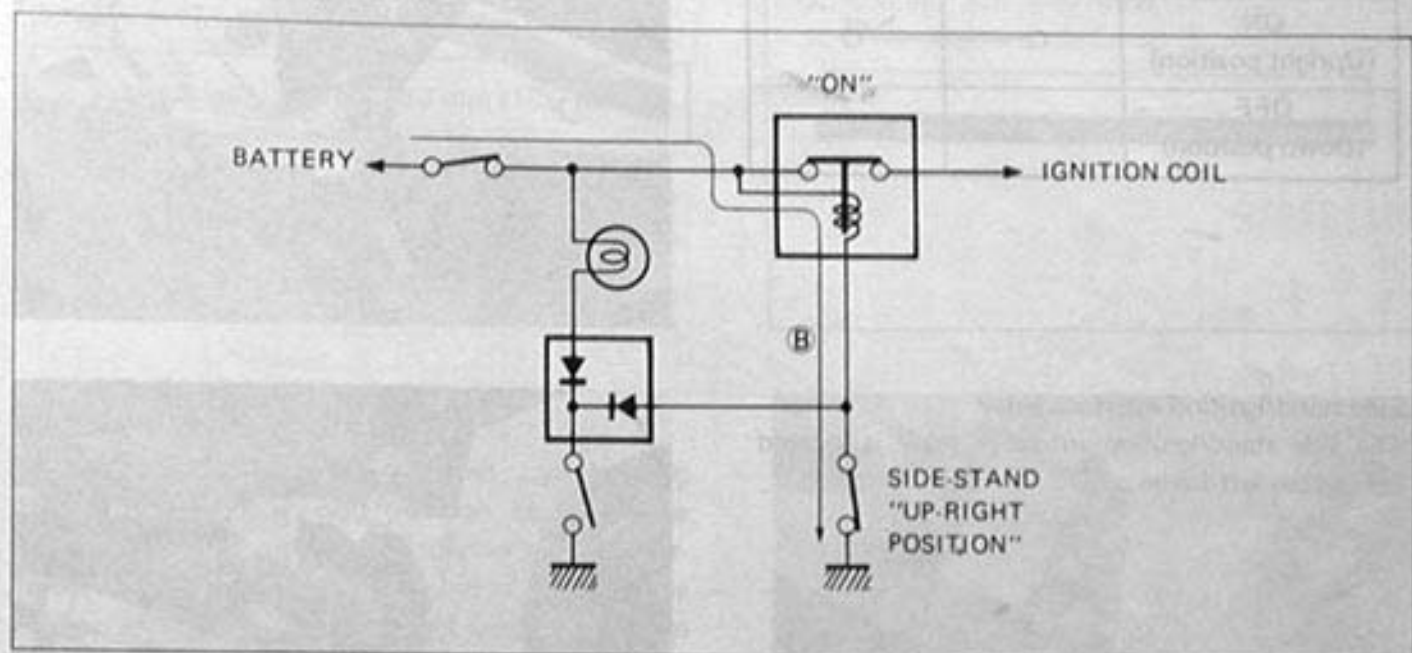 "ON"
BATTERY
IGNITION COIL
B
SIDE-STAND
"UP-RIGHT
POSITION"